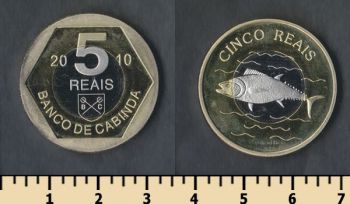 5
20 10
REAIS
B C
BANCO DE CABINDA
CINCO REAIS
1 2 3 4 5 6 7